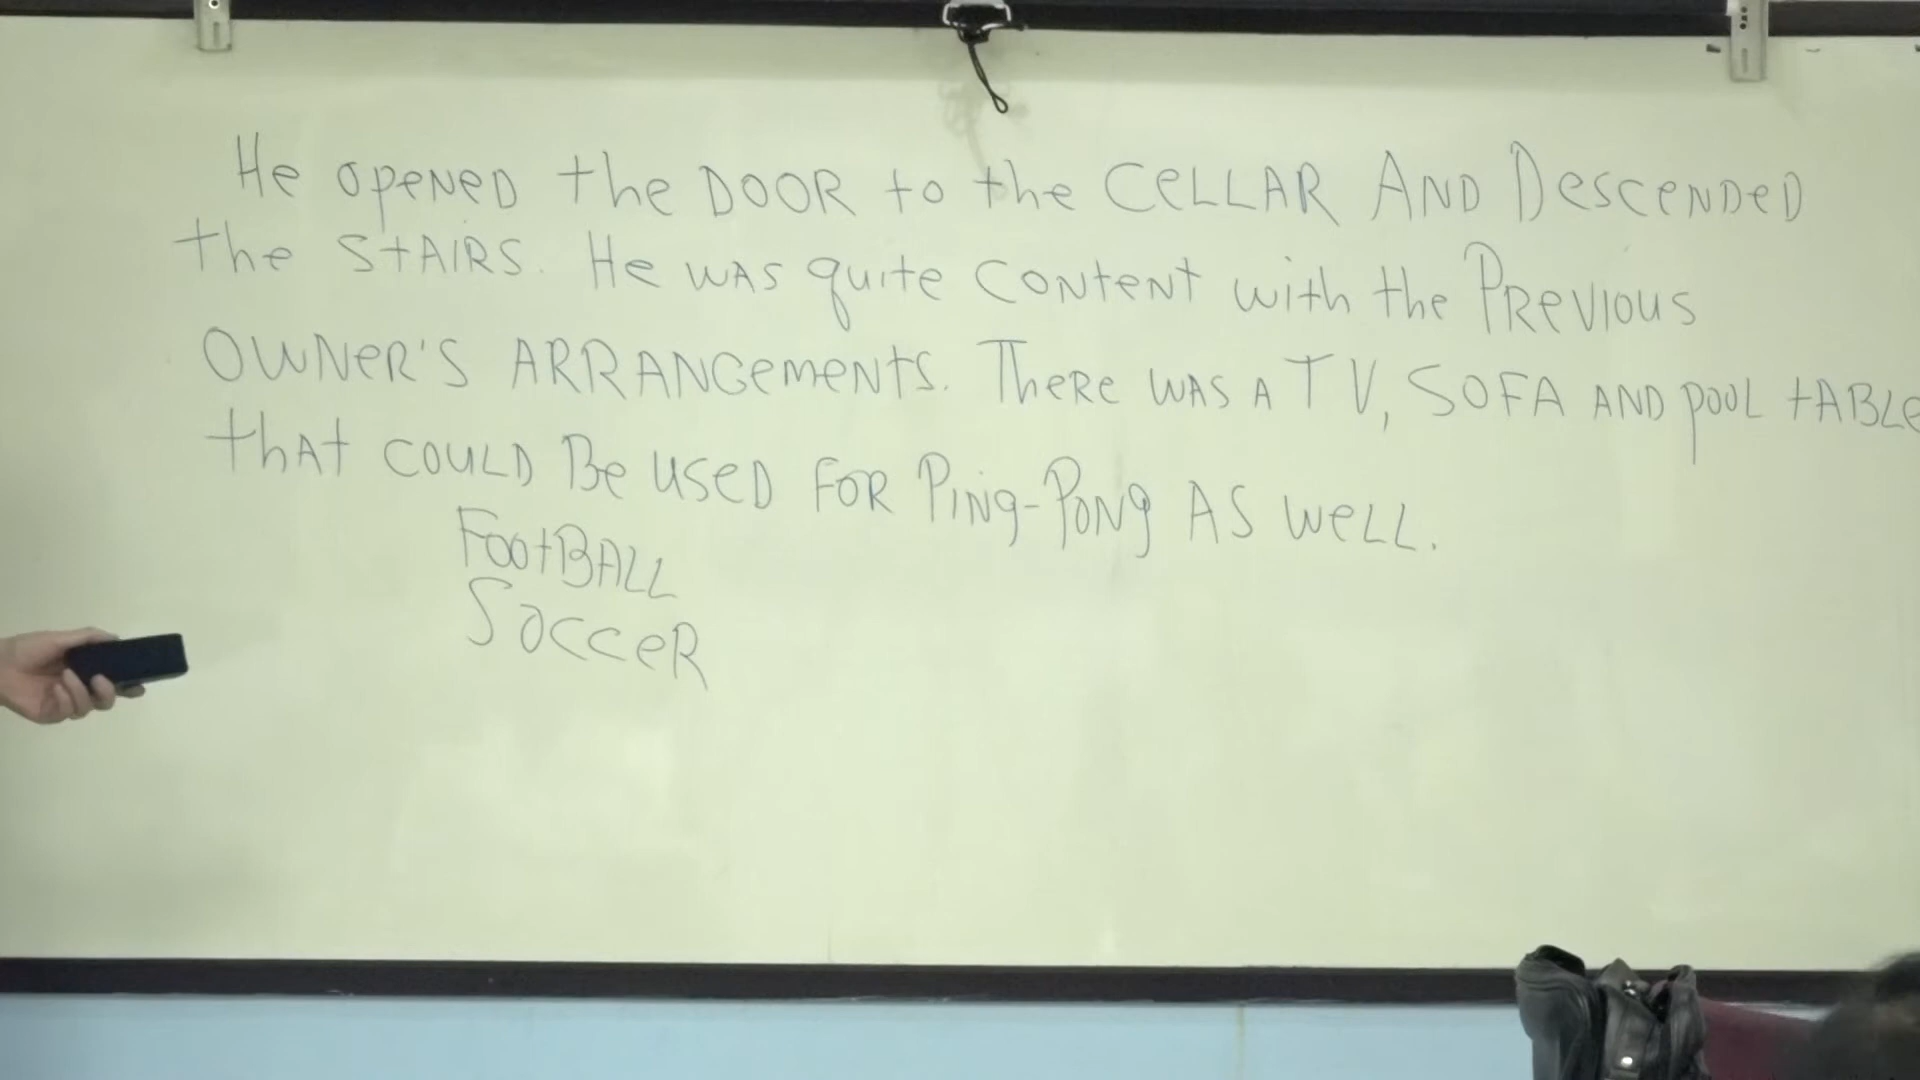 He opened the DOOR to the CELLAR AND Descended
the STAIRS. He WAS quite Content with the Previous
OWNER'S ARRANGements. There WAS A TV, SOFA AND pool tABLe
that COULD Be used FOR Ping-Pong AS well.
FootBALL
SocceR